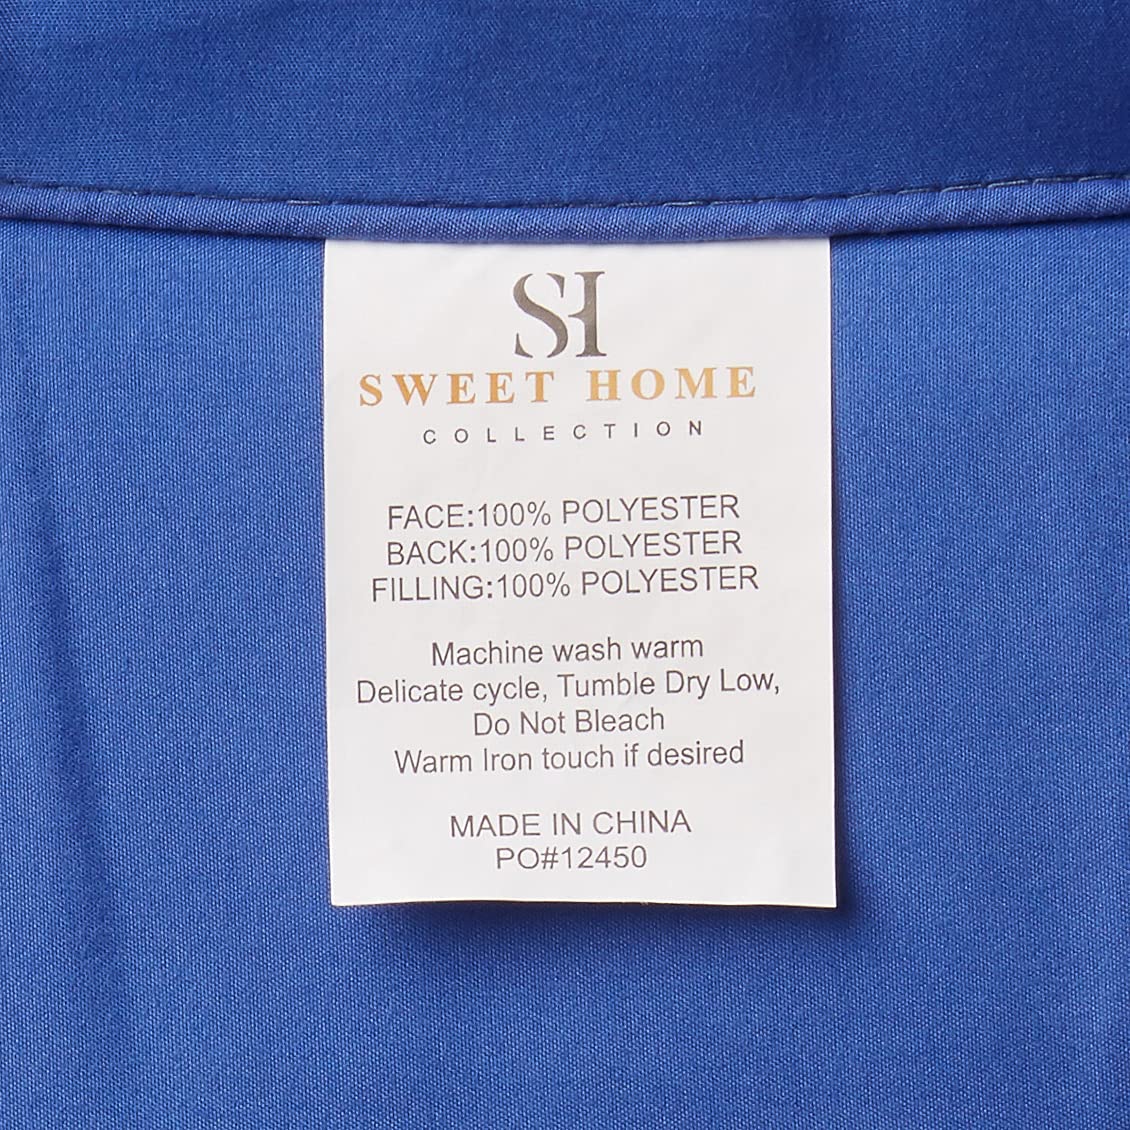 SH
SWEET HOME
COLLECTION
FACE:100% POLYESTER
BACK:100% POLYESTER
FILLING:100% POLYESTER
Machine wash warm
Delicate cycle, Tumble Dry Low,
Do Not Bleach
Warm Iron touch if desired
MADE IN CHINA
PO#12450